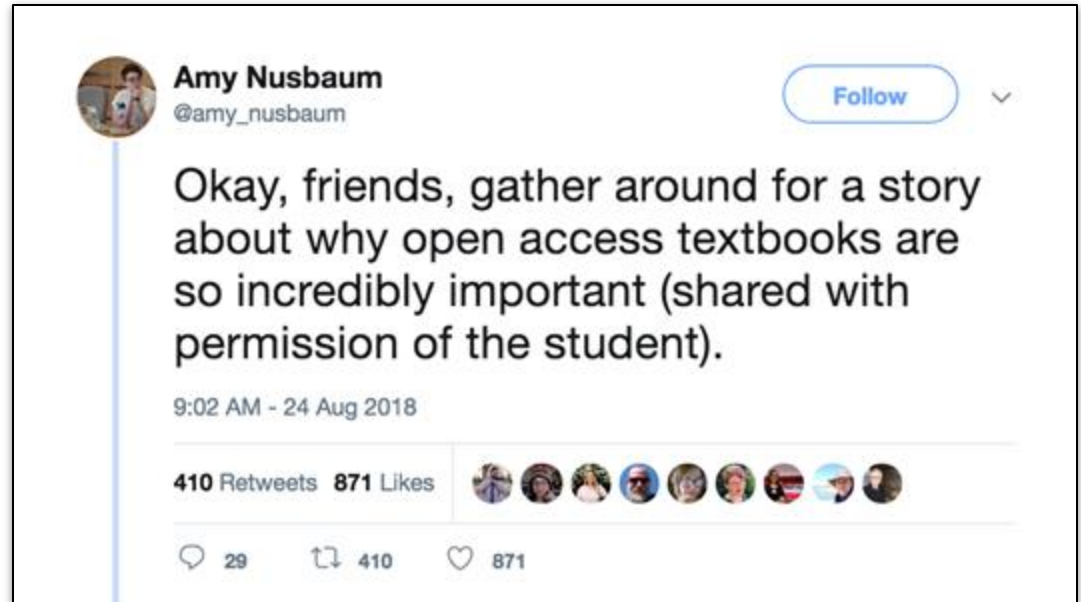 Amy Nusbaum
@amy_nusbaum
Follow
Okay, friends, gather around for a story
about why open access textbooks are
so incredibly important (shared with
permission of the student).
9:02 AM - 24 Aug 2018
410 Retweets 871 Likes
29 410 871